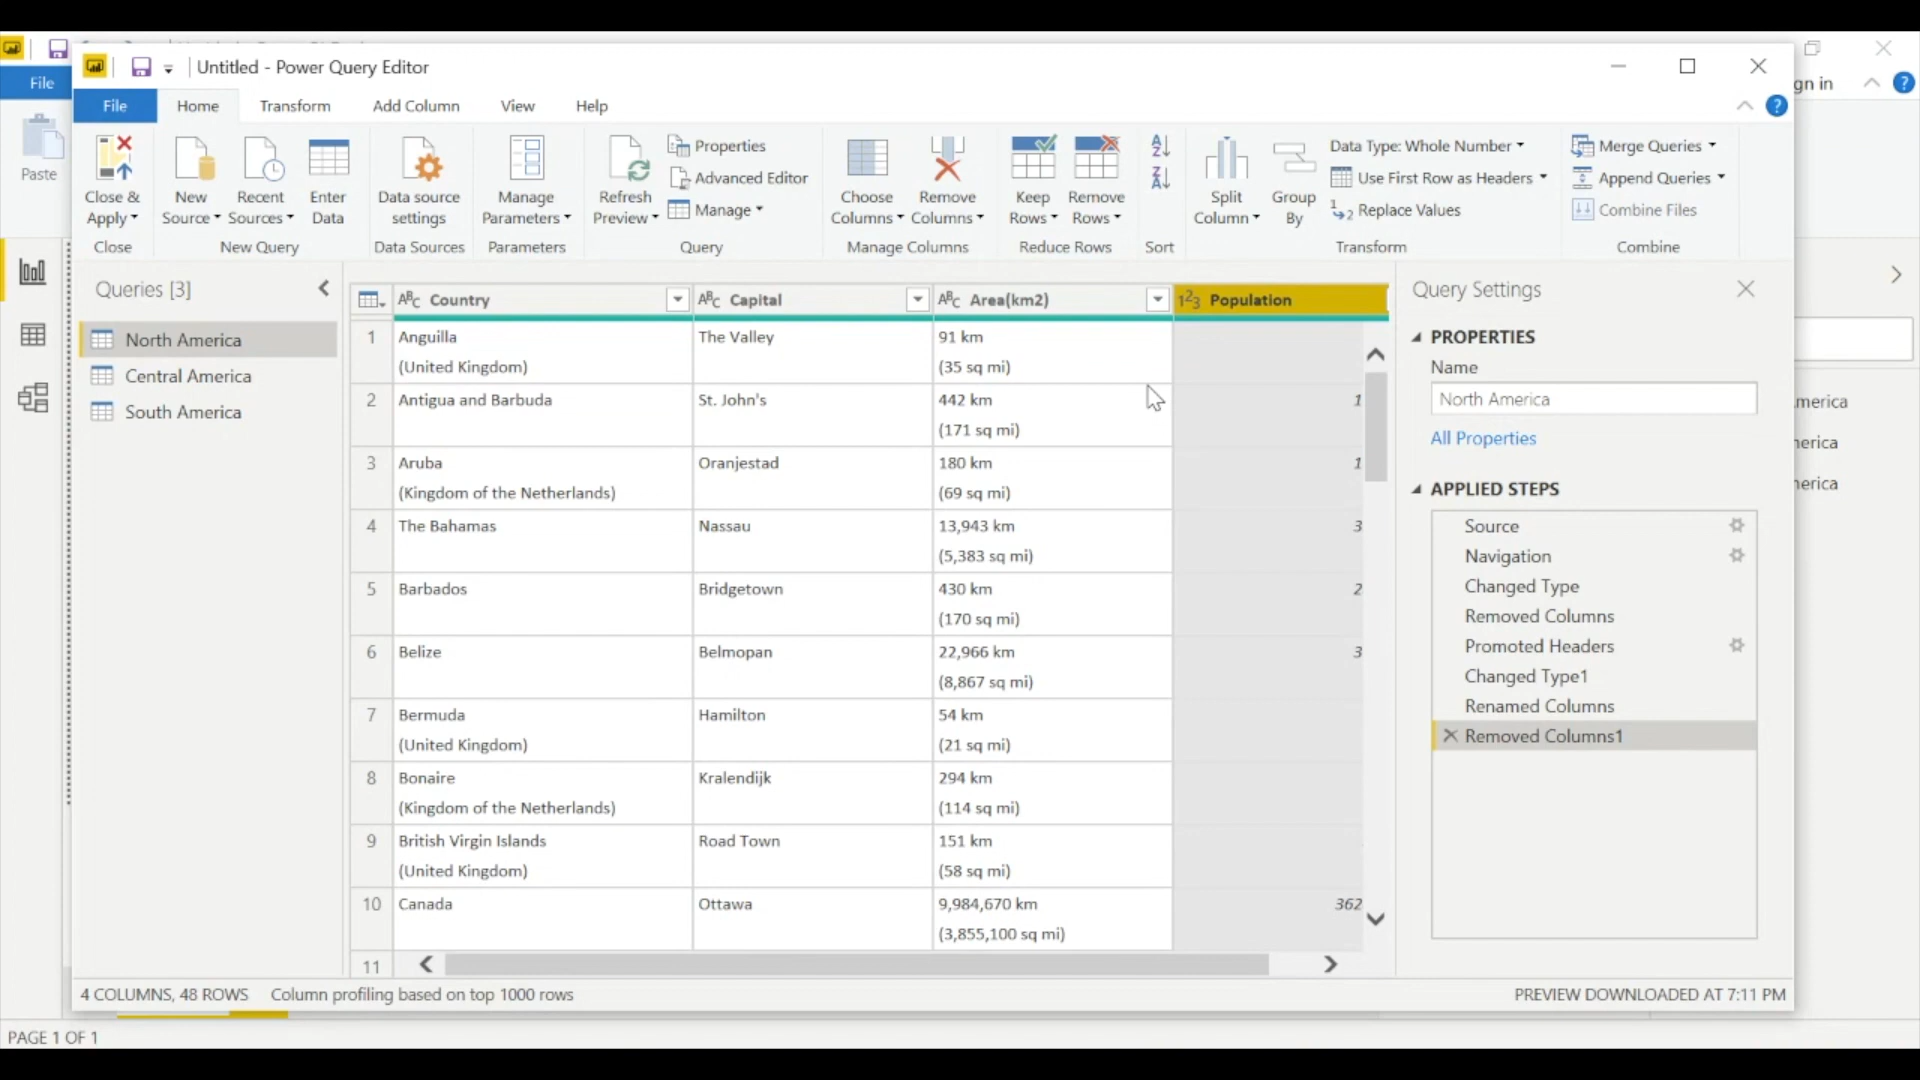 Untitled - Power Query Editor
gn in
File
File
Home
Transform
Add Column
View
Help
Paste
Close &
Apply
Close
New
Source
Recent
Sources
Enter
Data
New Query
Data source
settings
Data Sources
Manage
Parameters
Parameters
Refresh
Preview
Properties
Advanced Editor
Manage
Query
Choose
Columns
Remove
Columns
Manage Columns
Keep
Rows
Remove
Rows
Reduce Rows
Sort
Split
Column
Group
By
Data Type: Whole Number
Use First Row as Headers
Replace Values
Transform
Merge Queries
Append Queries
Combine Files
Combine
Queries [3]
North America
Central America
South America
ABC Country
ABC Capital
ABC Area(km2)
123 Population
1 Anguilla The Valley 91 km
(United Kingdom) (35 sq mi)
2 Antigua and Barbuda St. John's 442 km 1
(171 sq mi)
3 Aruba Oranjestad 180 km 1
(Kingdom of the Netherlands) (69 sq mi)
4 The Bahamas Nassau 13,943 km 3
(5,383 sq mi)
5 Barbados Bridgetown 430 km 2
(170 sq mi)
6 Belize Belmopan 22,966 km 3
(8,867 sq mi)
7 Bermuda Hamilton 54 km
(United Kingdom) (21 sq mi)
8 Bonaire Kralendijk 294 km
(Kingdom of the Netherlands) (114 sq mi)
9 British Virgin Islands Road Town 151 km
(United Kingdom) (58 sq mi)
10 Canada Ottawa 9,984,670 km 362
(3,855,100 sq mi)
11
Query Settings
PROPERTIES
Name
North America
All Properties
APPLIED STEPS
Source
Navigation
Changed Type
Removed Columns
Promoted Headers
Changed Type1
Renamed Columns
Removed Columns1
merica
nerica
nerica
4 COLUMNS, 48 ROWS
Column profiling based on top 1000 rows
PREVIEW DOWNLOADED AT 7:11 PM
PAGE 1 OF 1